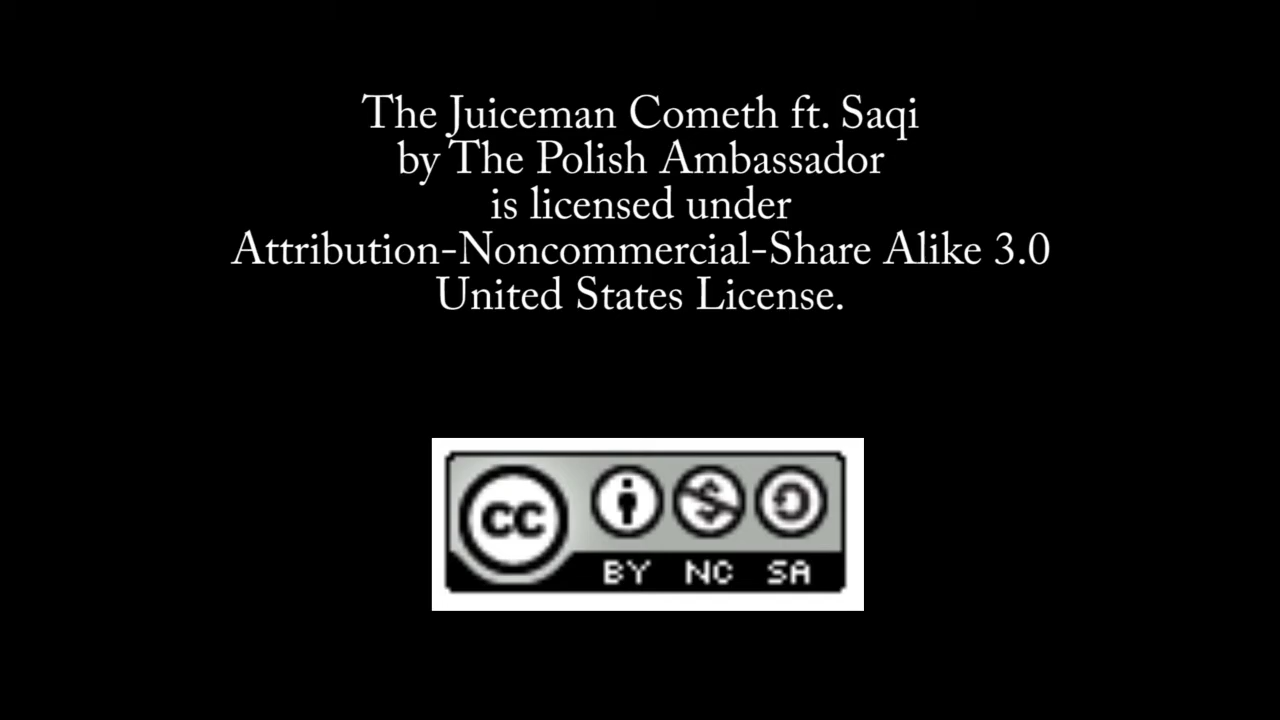 The Juiceman Cometh ft. Saqi
by The Polish Ambassador
is licensed under
Attribution-Noncommercial-Share Alike 3.0
United States License.
CC
BY NC SA